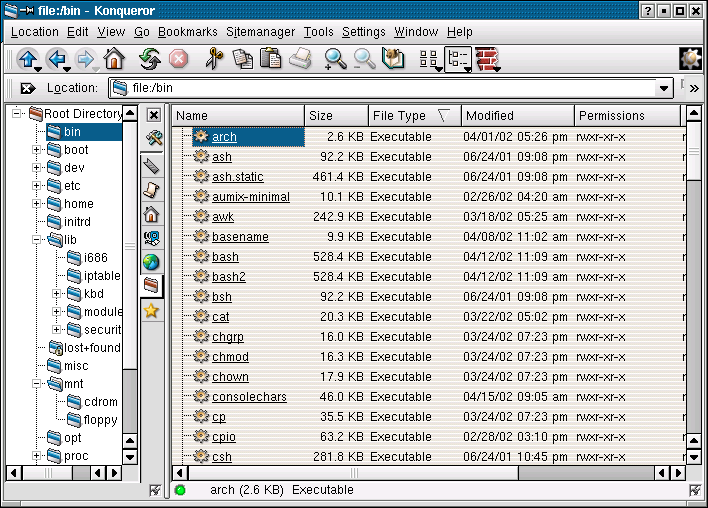 file:/bin - Konqueror
Location Edit View Go Bookmarks Sitemanager Tools Settings Window Help
Location: file:/bin
Root Directory
bin
boot
dev
etc
home
initrd
lib
i686
iptable
kbd
module
securit
lost+found
misc
mnt
cdrom
floppy
opt
proc
Name Size File Type Modified Permissions
arch 2.6 KB Executable 04/01/02 05:26 pm rwxr-xr-x r
ash 92.2 KB Executable 06/24/01 09:08 pm rwxr-xr-x r
ash.static 461.4 KB Executable 06/24/01 09:08 pm rwxr-xr-x r
aumix-minimal 10.1 KB Executable 02/26/02 04:20 am rwxr-xr-x r
awk 242.9 KB Executable 03/18/02 05:25 am rwxr-xr-x r
basename 9.9 KB Executable 04/08/02 11:02 am rwxr-xr-x r
bash 528.4 KB Executable 04/12/02 11:09 am rwxr-xr-x r
bash2 528.4 KB Executable 04/12/02 11:09 am rwxr-xr-x r
bsh 92.2 KB Executable 06/24/01 09:08 pm rwxr-xr-x r
cat 20.3 KB Executable 03/22/02 05:02 pm rwxr-xr-x r
chgrp 16.0 KB Executable 03/24/02 07:23 pm rwxr-xr-x r
chmod 16.3 KB Executable 03/24/02 07:23 pm rwxr-xr-x r
chown 17.9 KB Executable 03/24/02 07:23 pm rwxr-xr-x r
consolechars 46.0 KB Executable 04/15/02 09:05 am rwxr-xr-x r
cp 35.5 KB Executable 03/24/02 07:23 pm rwxr-xr-x r
cpio 63.2 KB Executable 02/28/02 03:10 pm rwxr-xr-x r
csh 281.8 KB Executable 06/24/01 10:45 pm rwxr-xr-x r
arch (2.6 KB) Executable